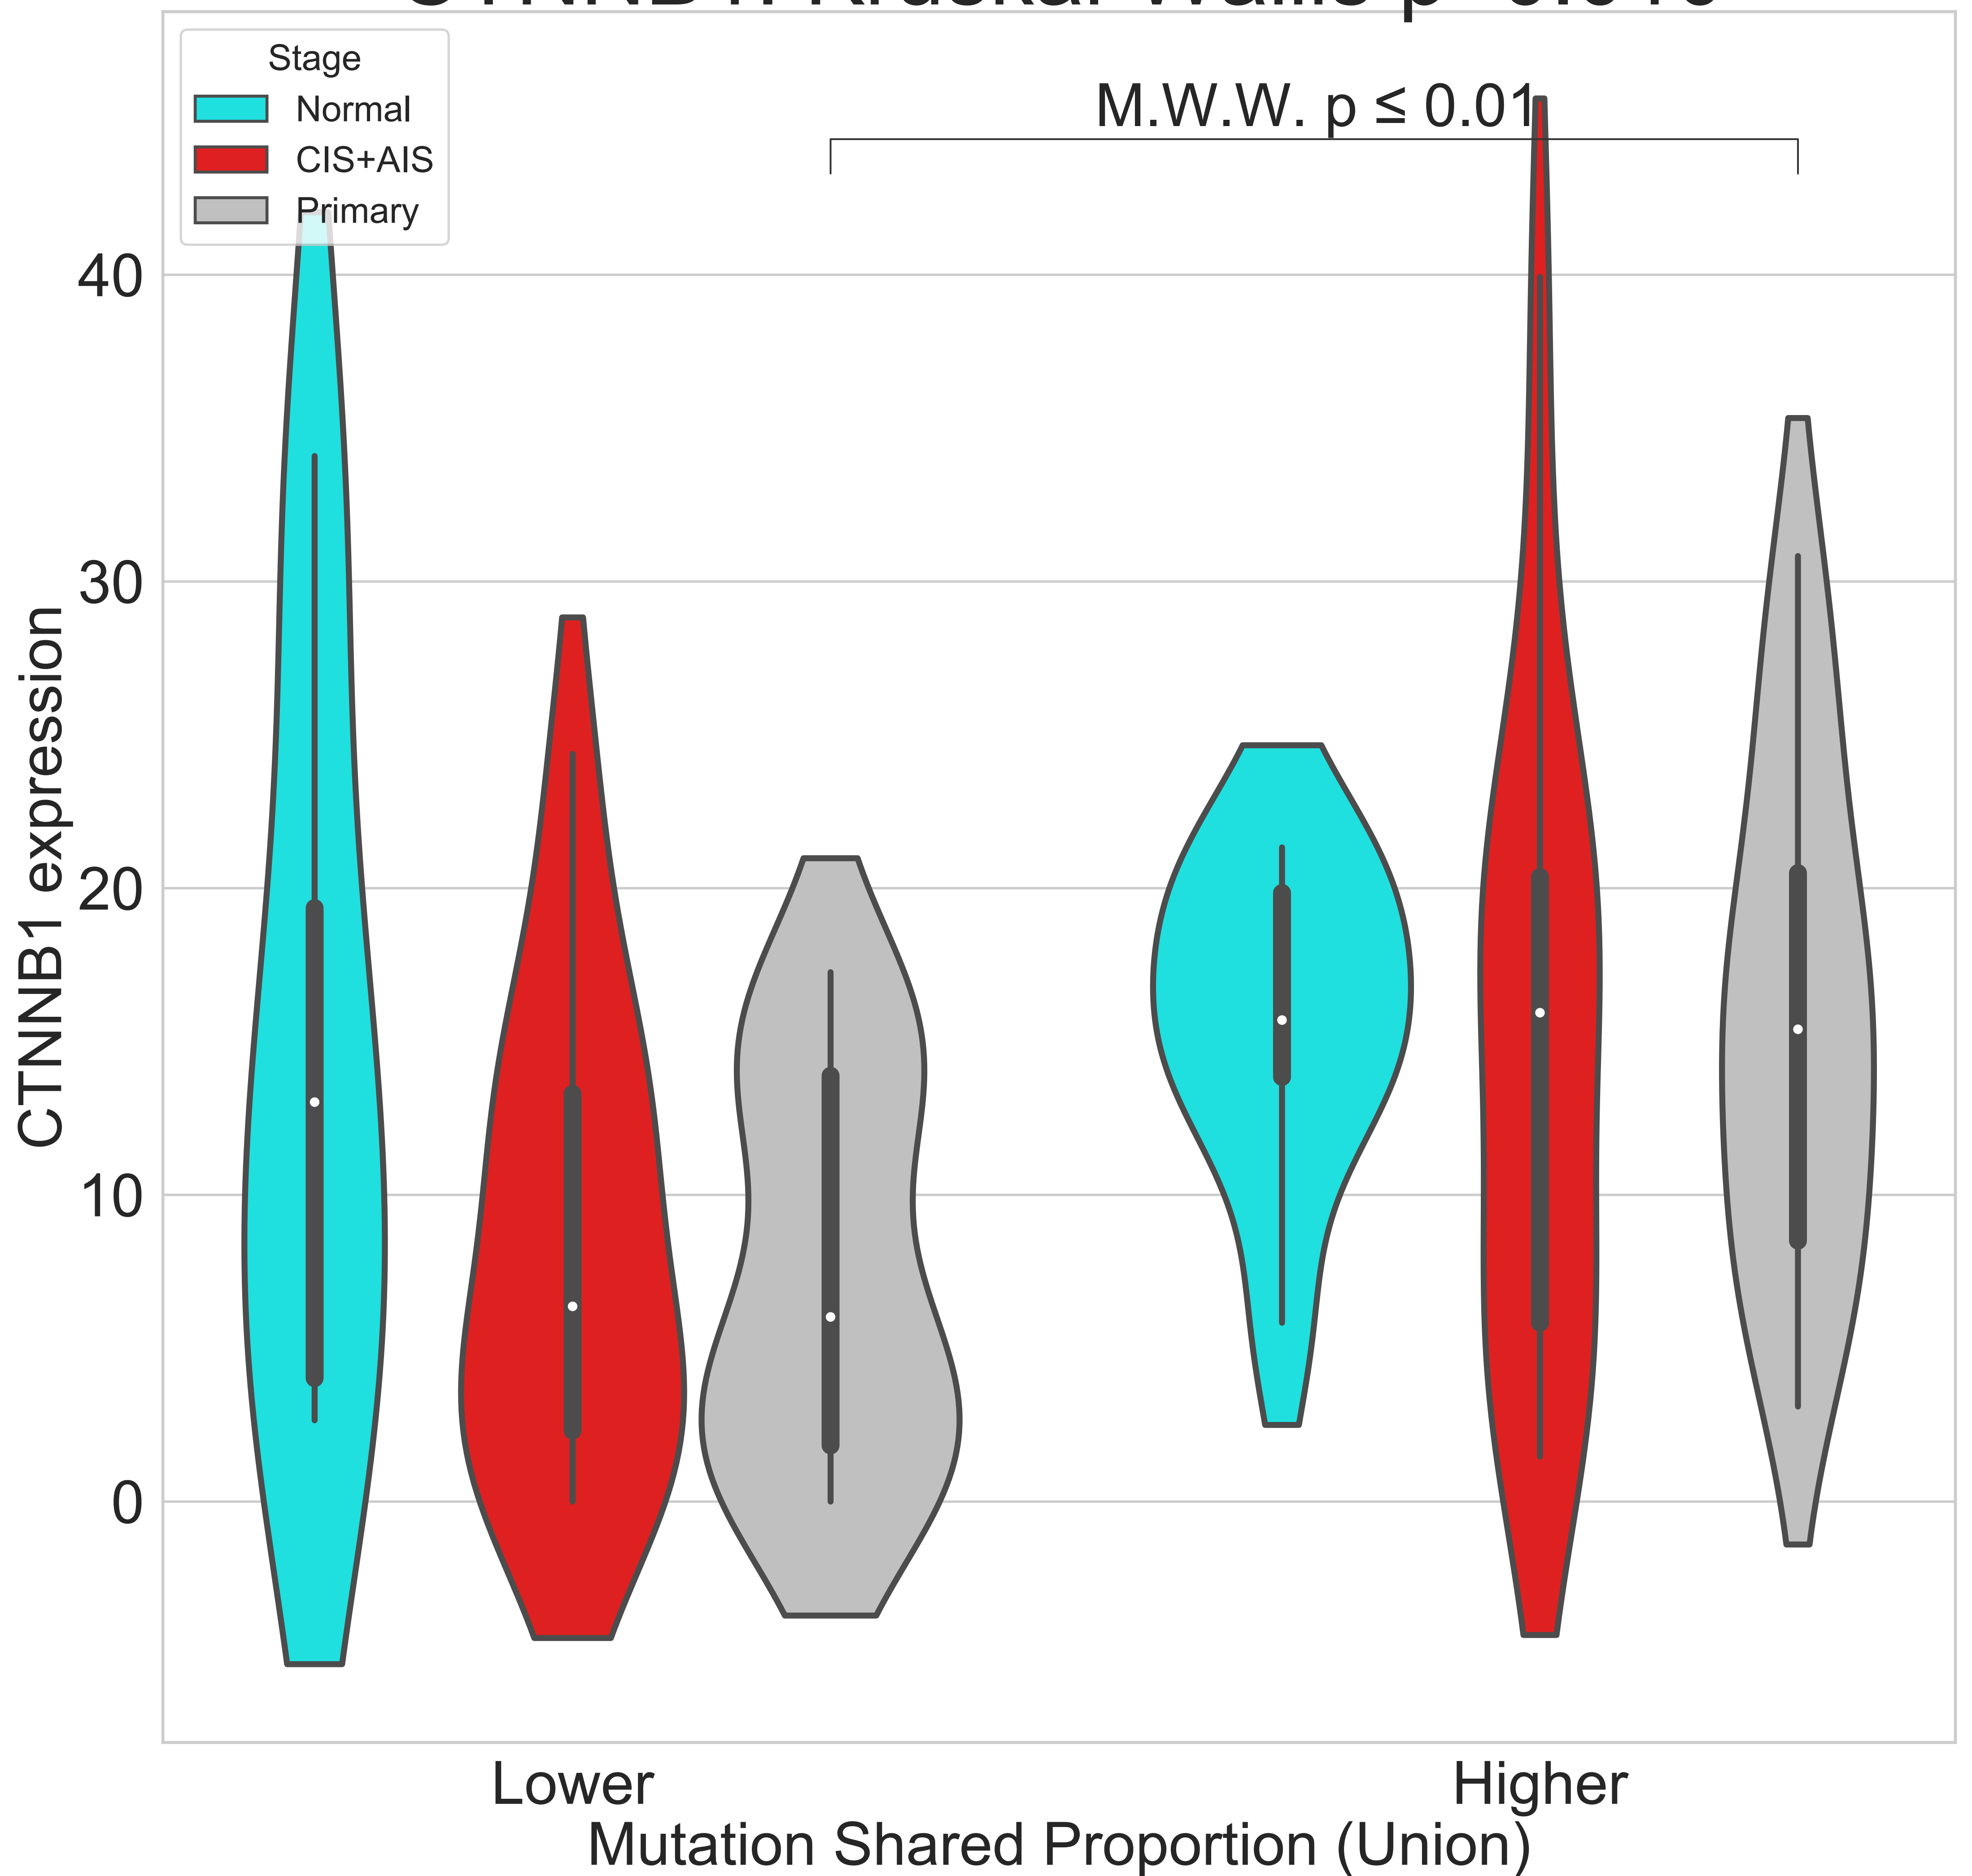 M.W.W. p ≤ 0.01
Stage
Normal
CIS+AIS
Primary
40
30
20
10
0
CTNNB1 expression
Lower
Higher
Mutation Shared Proportion (Union)